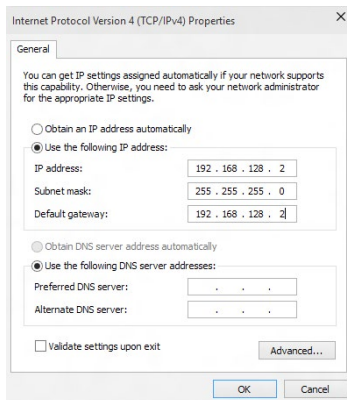 Internet Protocol Version 4 (TCP/IPv4) Properties
General
You can get IP settings assigned automatically if your network supports
this capability. Otherwise, you need to ask your network administrator
for the appropriate IP settings.
Obtain an IP address automatically
Use the following IP address:
IP address: 192 . 168 . 128 . 2
Subnet mask: 255 . 255 . 255 . 0
Default gateway: 192 . 168 . 128 . 2
Obtain DNS server address automatically
Use the following DNS server addresses:
Preferred DNS server: . . .
Alternate DNS server: . . .
Validate settings upon exit
Advanced...
OK Cancel